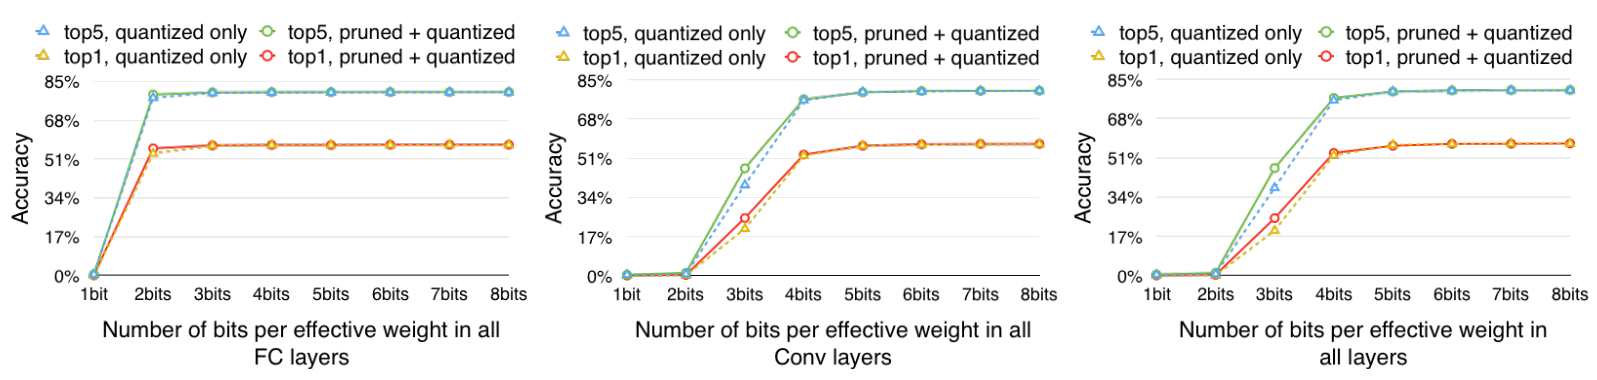 top5, quantized only top5, pruned + quantized
top1, quantized only top1, pruned + quantized
85%
68%
51%
34%
17%
0%
Accuracy
1bit 2bits 3bits 4bits 5bits 6bits 7bits 8bits
Number of bits per effective weight in all
FC layers
top5, quantized only top5, pruned + quantized
top1, quantized only top1, pruned + quantized
85%
68%
51%
34%
17%
0%
Accuracy
1bit 2bits 3bits 4bits 5bits 6bits 7bits 8bits
Number of bits per effective weight in all
Conv layers
top5, quantized only top5, pruned + quantized
top1, quantized only top1, pruned + quantized
85%
68%
51%
34%
17%
0%
Accuracy
1bit 2bits 3bits 4bits 5bits 6bits 7bits 8bits
Number of bits per effective weight in
all layers